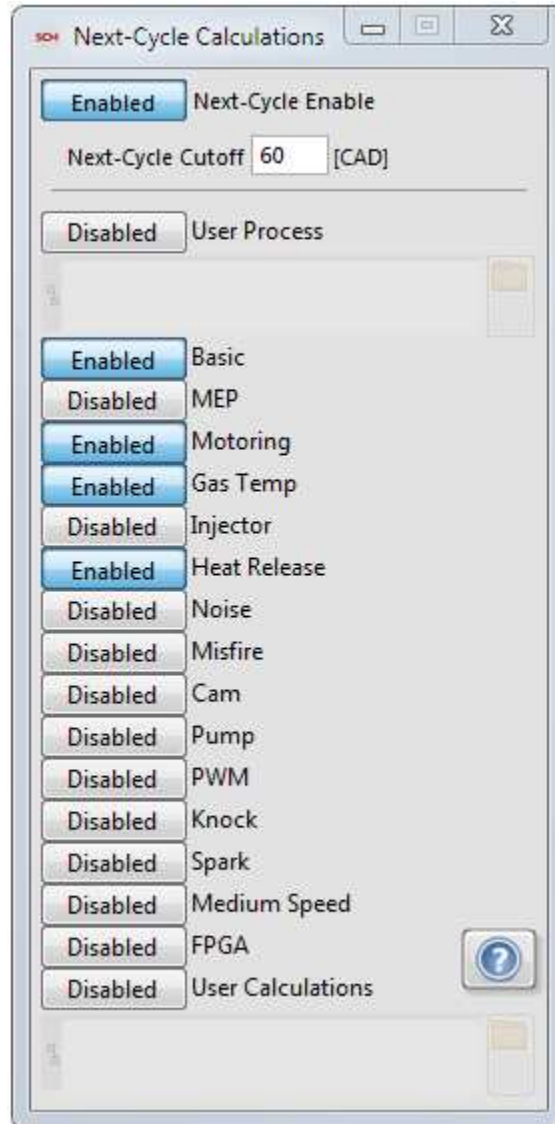 SCM Next-Cycle Calculations
Enabled Next-Cycle Enable
Next-Cycle Cutoff 60 [CAD]
Disabled User Process
Enabled Basic
Disabled MEP
Enabled Motoring
Enabled Gas Temp
Disabled Injector
Enabled Heat Release
Disabled Noise
Disabled Misfire
Disabled Cam
Disabled Pump
Disabled PWM
Disabled Knock
Disabled Spark
Disabled Medium Speed
Disabled FPGA
?
Disabled User Calculations